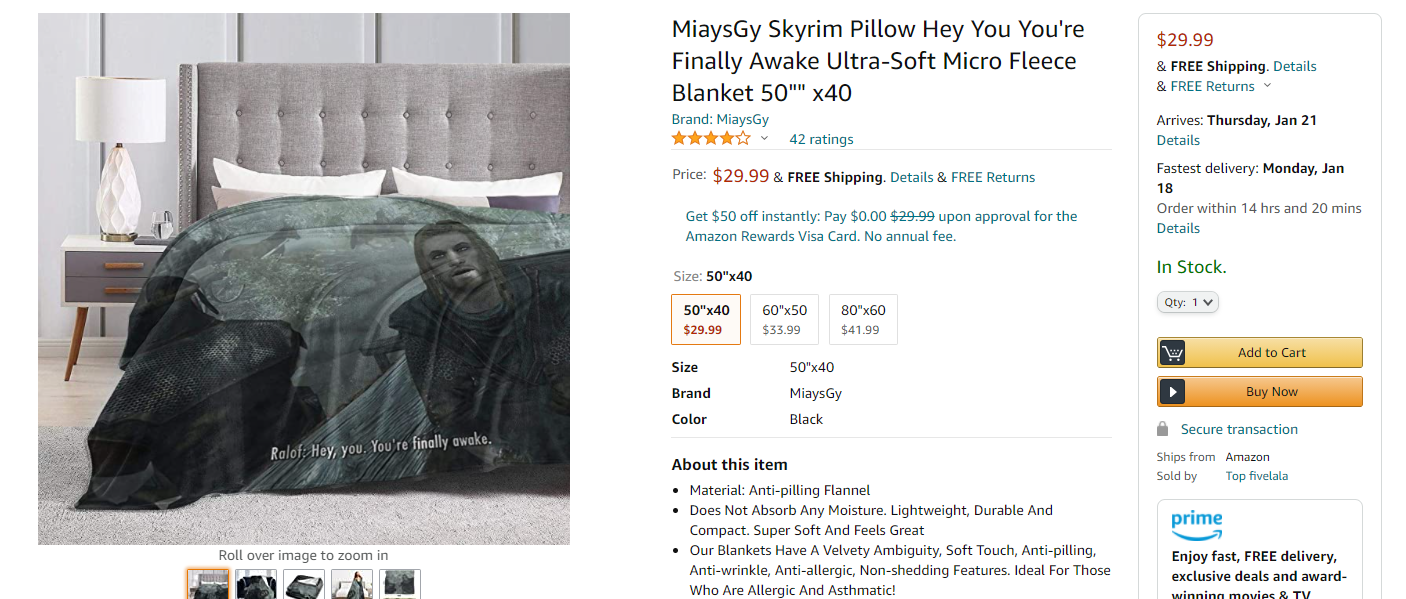 MiaysGy Skyrim Pillow Hey You You're
Finally Awake Ultra-Soft Micro Fleece
Blanket 50"" x40
Brand: MiaysGy
42 ratings
Price: $29.99 & FREE Shipping. Details & FREE Returns
Get $50 off instantly: Pay $0.00 $29.99 upon approval for the
Amazon Rewards Visa Card. No annual fee.
Size: 50"x40
50"x40 60"x50 80"x60
$29.99 $33.99 $41.99
Size 50"x40
Brand MiaysGy
Color Black
About this item
Material: Anti-pilling Flannel
Does Not Absorb Any Moisture. Lightweight, Durable And
Compact. Super Soft And Feels Great
Our Blankets Have A Velvety Ambiguity, Soft Touch, Anti-pilling,
Anti-wrinkle, Anti-allergic, Non-shedding Features. Ideal For Those
Who Are Allergic And Asthmatic!
Ralof: Hey, you. You're finally awake.
Roll over image to zoom in
$29.99
& FREE Shipping. Details
& FREE Returns
Arrives: Thursday, Jan 21
Details
Fastest delivery: Monday, Jan
18
Order within 14 hrs and 20 mins
Details
In Stock.
Qty: 1
Add to Cart
Buy Now
Secure transaction
Ships from Amazon
Sold by Top fivelala
prime
Enjoy fast, FREE delivery,
exclusive deals and award-
winning movies & TV